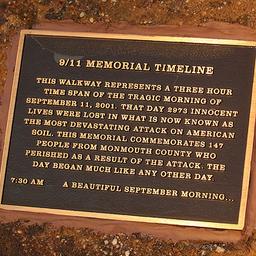 9/11 MEMORIAL TIMELINE
THIS WALKWAY REPRESENTS A THREE HOUR
TIME SPAN OF THE TRAGIC MORNING OF
SEPTEMBER 11, 2001. THAT DAY 2973 INNOCENT
LIVES WERE LOST IN WHAT IS NOW KNOWN AS
THE MOST DEVASTATING ATTACK ON AMERICAN
SOIL. THIS MEMORIAL COMMEMORATES 147
PEOPLE FROM MONMOUTH COUNTY WHO
PERISHED AS A RESULT OF THE ATTACK. THE
DAY BEGAN MUCH LIKE ANY OTHER DAY.
7:30 AM A BEAUTIFUL SEPTEMBER MORNING...